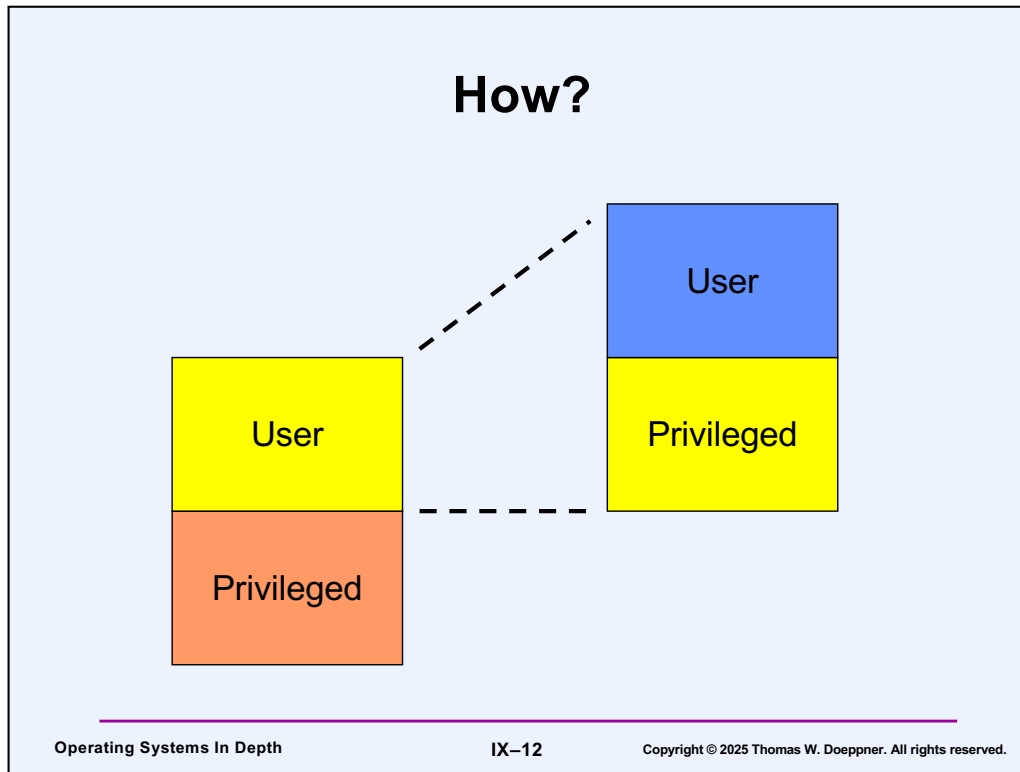 How?
User
User
Privileged
Privileged
Operating Systems In Depth
IX–12
Copyright © 2025 Thomas W. Doeppner. All rights reserved.